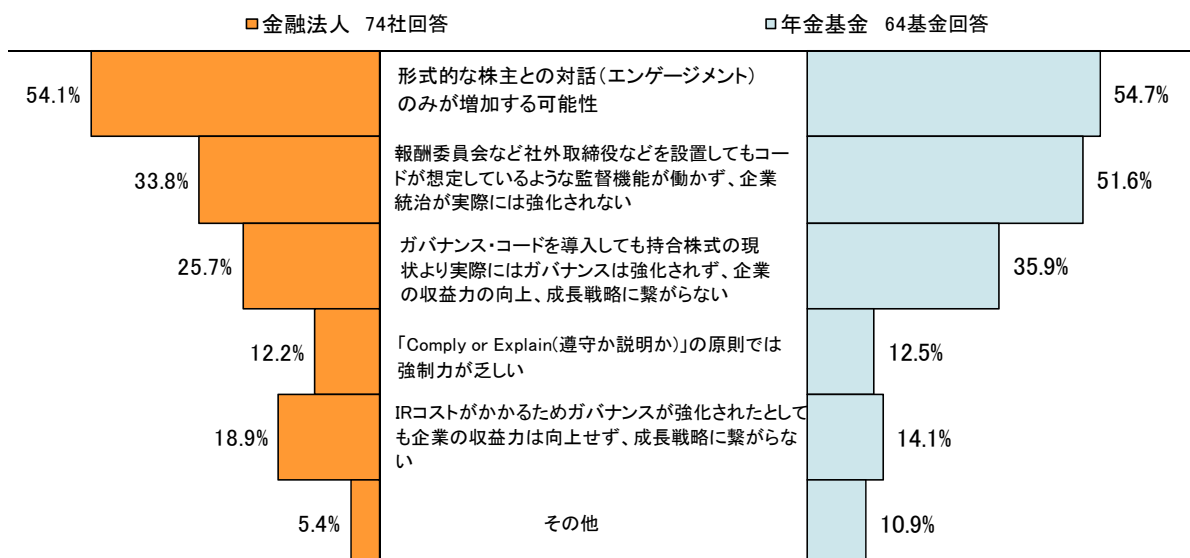 金融法人 74社回答
年金基金 64基金回答
54.1%
形式的な株主との対話（エンゲージメント）
のみが増加する可能性
54.7%
33.8%
報酬委員会など社外取締役などを設置してもコー
ドが想定しているような監督機能が働かず、企業
統治が実際には強化されない
51.6%
25.7%
ガバナンス・コードを導入しても持合株式の現
状より実際にはガバナンスは強化されず、企業
の収益力の向上、成長戦略に繋がらない
35.9%
12.2%
「Comply or Explain(遵守か説明か)」の原則では
強制力が乏しい
12.5%
18.9%
IRコストがかかるためガバナンスが強化されたとして
も企業の収益力は向上せず、成長戦略に繋がらな
い
14.1%
5.4%
その他
10.9%